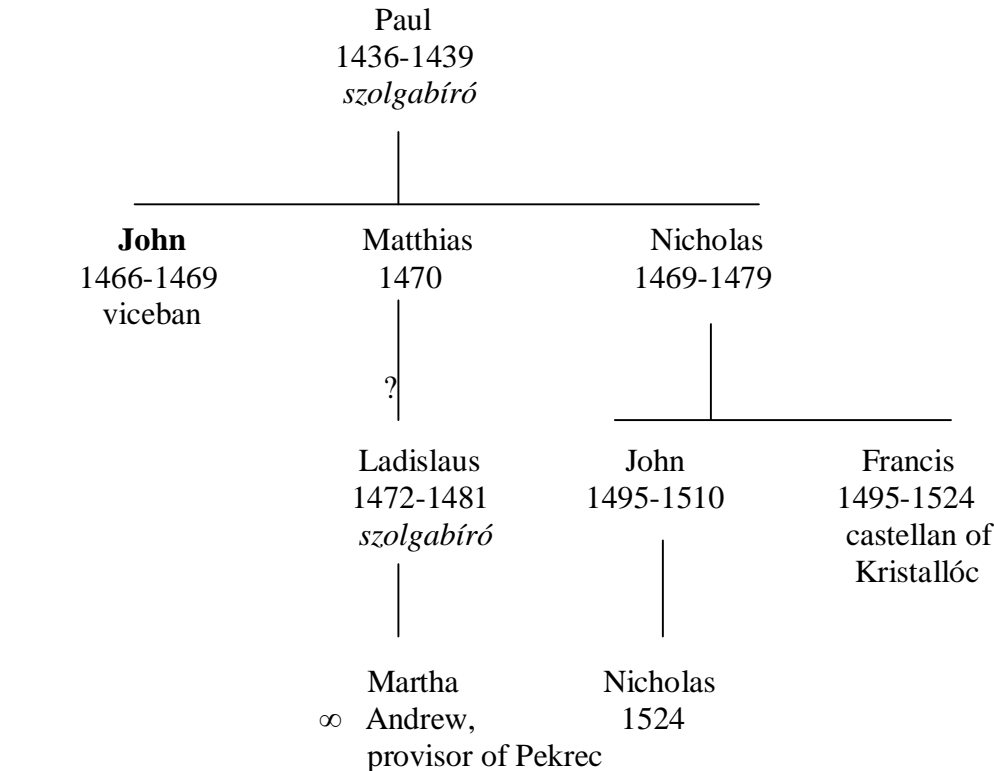 Paul
1436-1439
szolgabíró
John
1466-1469
viceban
Matthias
1470
Nicholas
1469-1479
?
Ladislaus
1472-1481
szolgabíró
John
1495-1510
Francis
1495-1524
castellan of
Kristallóc
Martha
∞ Andrew,
provisor of Pekrec
Nicholas
1524